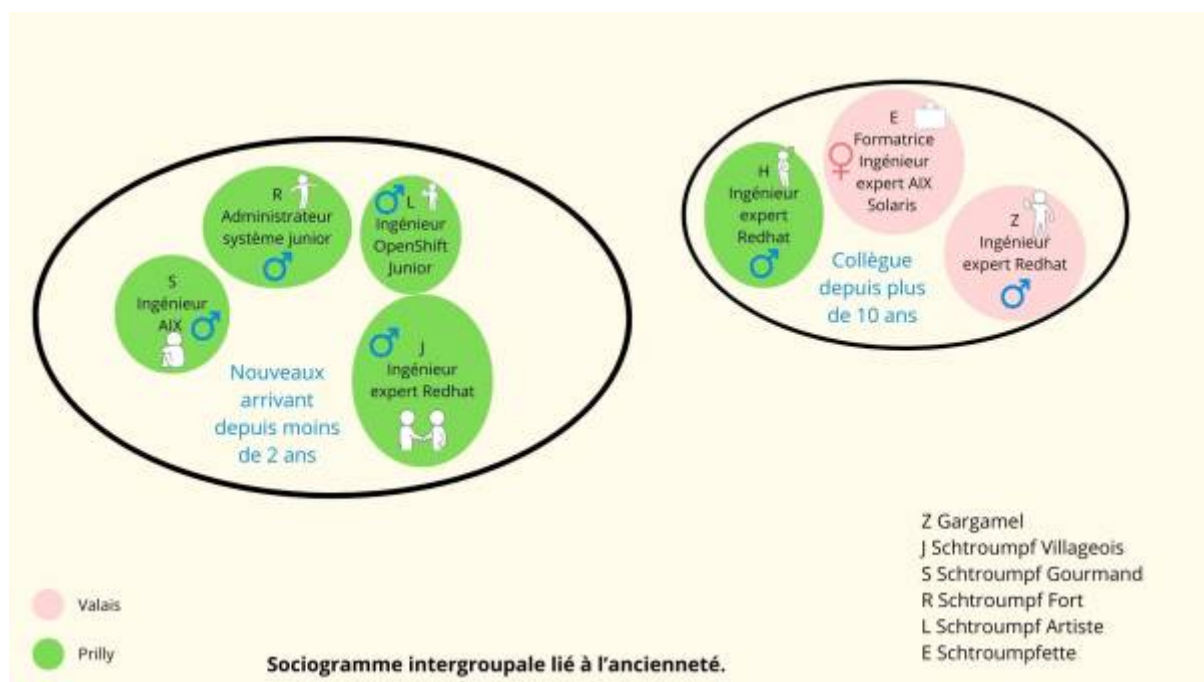 R
Administrateur
système junior
L
Ingénieur
OpenShift
Junior
S
Ingénieur
AIX
J
Ingénieur
expert Redhat
Nouveaux
arrivant
depuis moins
de 2 ans
E
Formatrice
Ingénieur
expert AIX
Solaris
H
Ingénieur
expert
Redhat
Z
Ingénieur
expert Redhat
Collègue
depuis plus
de 10 ans
Z Gargamel
J Schtroumpf Villageois
S Schtroumpf Gourmand
R Schtroumpf Fort
L Schtroumpf Artiste
E Schtroumpfette
Valais
Prilly
Sociogramme intergroupale lié à l'ancienneté.